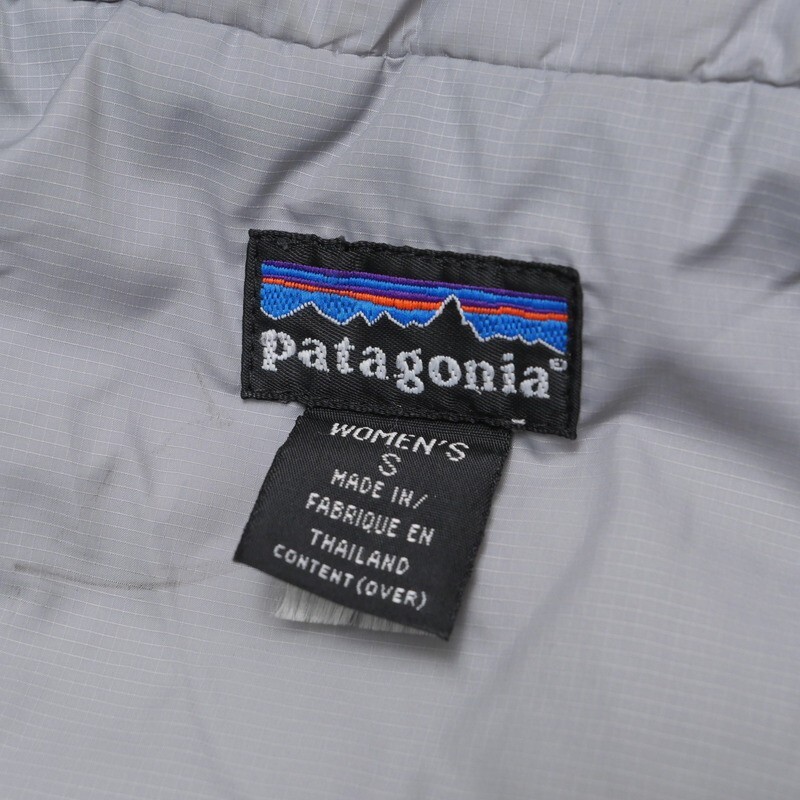 patagonia®
WOMEN'S
S
MADE IN/
FABRIQUE EN
THAILAND
CONTENT (OVER)